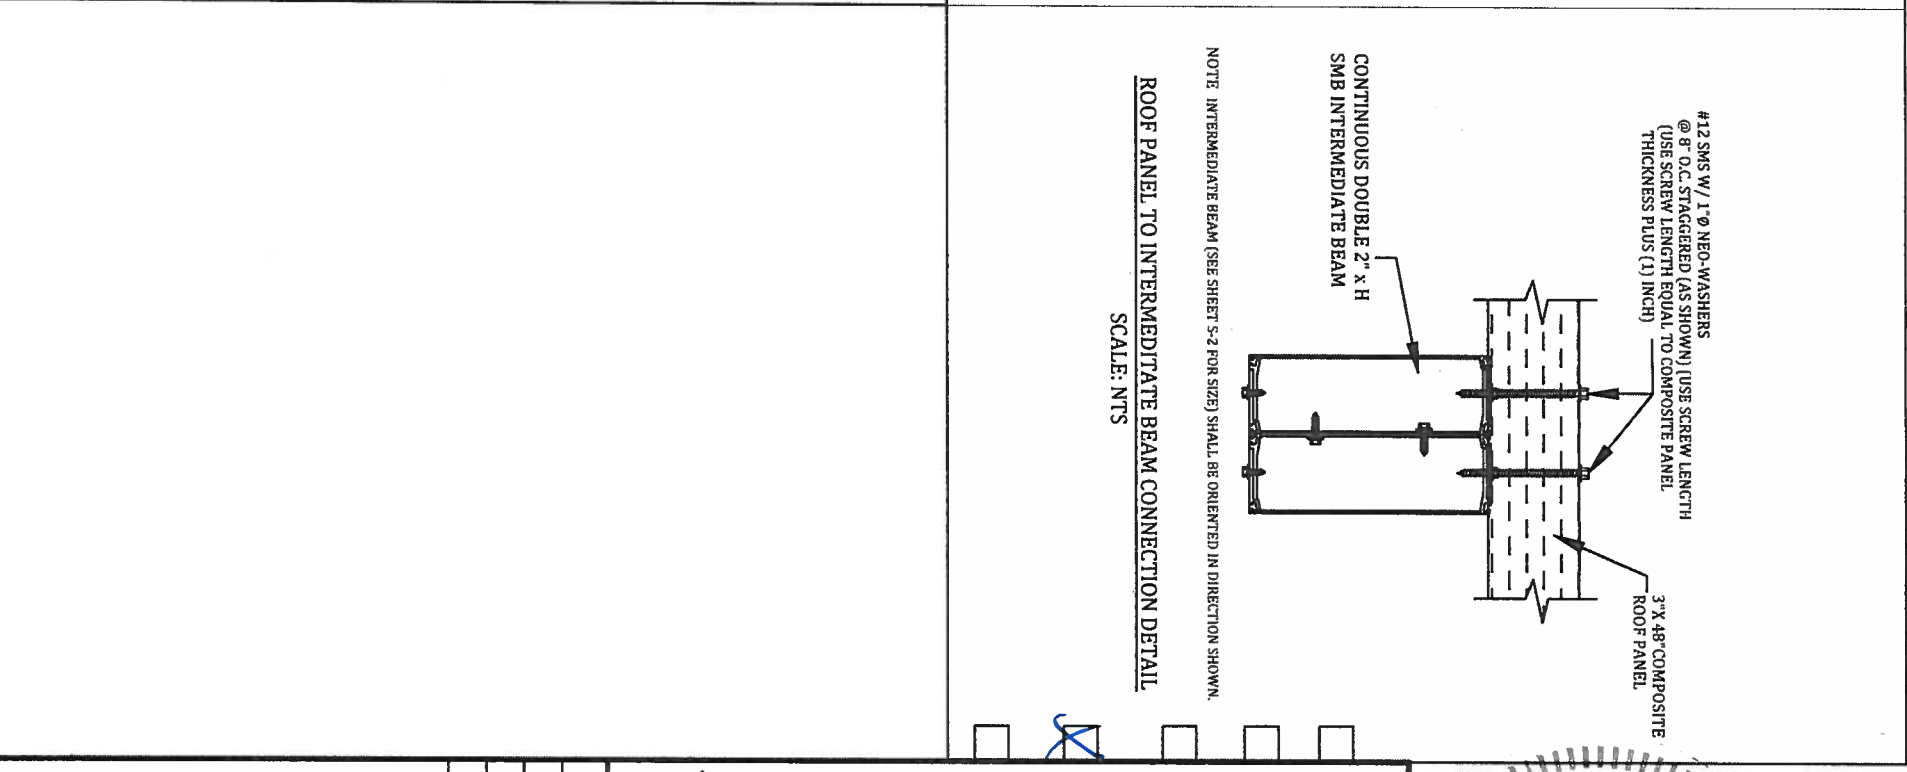 #12 SMS W/ 1"Ø NEO-WASHERS
@ 8" O.C. STAGGERED (AS SHOWN) (USE SCREW LENGTH
(USE SCREW LENGTH EQUAL TO COMPOSITE PANEL
THICKNESS PLUS (1) INCH)
3"X 48"COMPOSITE
ROOF PANEL
CONTINUOUS DOUBLE 2" x H
SMB INTERMEDIATE BEAM
NOTE INTERMEDIATE BEAM (SEE SHEET S-2 FOR SIZE) SHALL BE ORIENTED IN DIRECTION SHOWN.
ROOF PANEL TO INTERMEDITATE BEAM CONNECTION DETAIL
SCALE: NTS